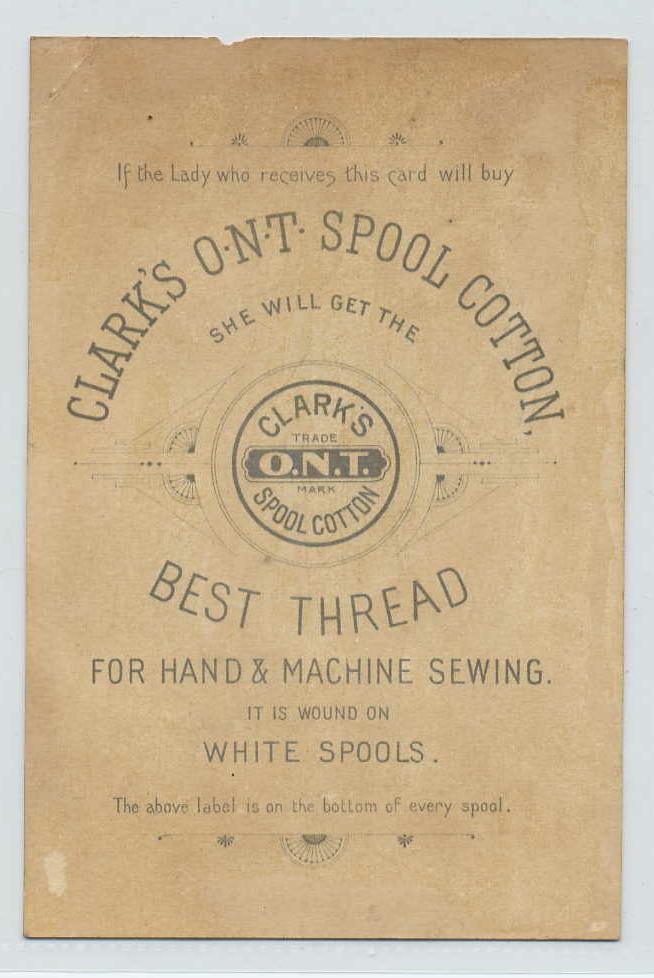 If the Lady who receives this card will buy
CLARK'S O·N·T· SPOOL COTTON,
SHE WILL GET THE
CLARK'S
TRADE
O.N.T.
MARK
SPOOL COTTON
BEST THREAD
FOR HAND & MACHINE SEWING.
IT IS WOUND ON
WHITE SPOOLS.
The above label is on the bottom of every spool.